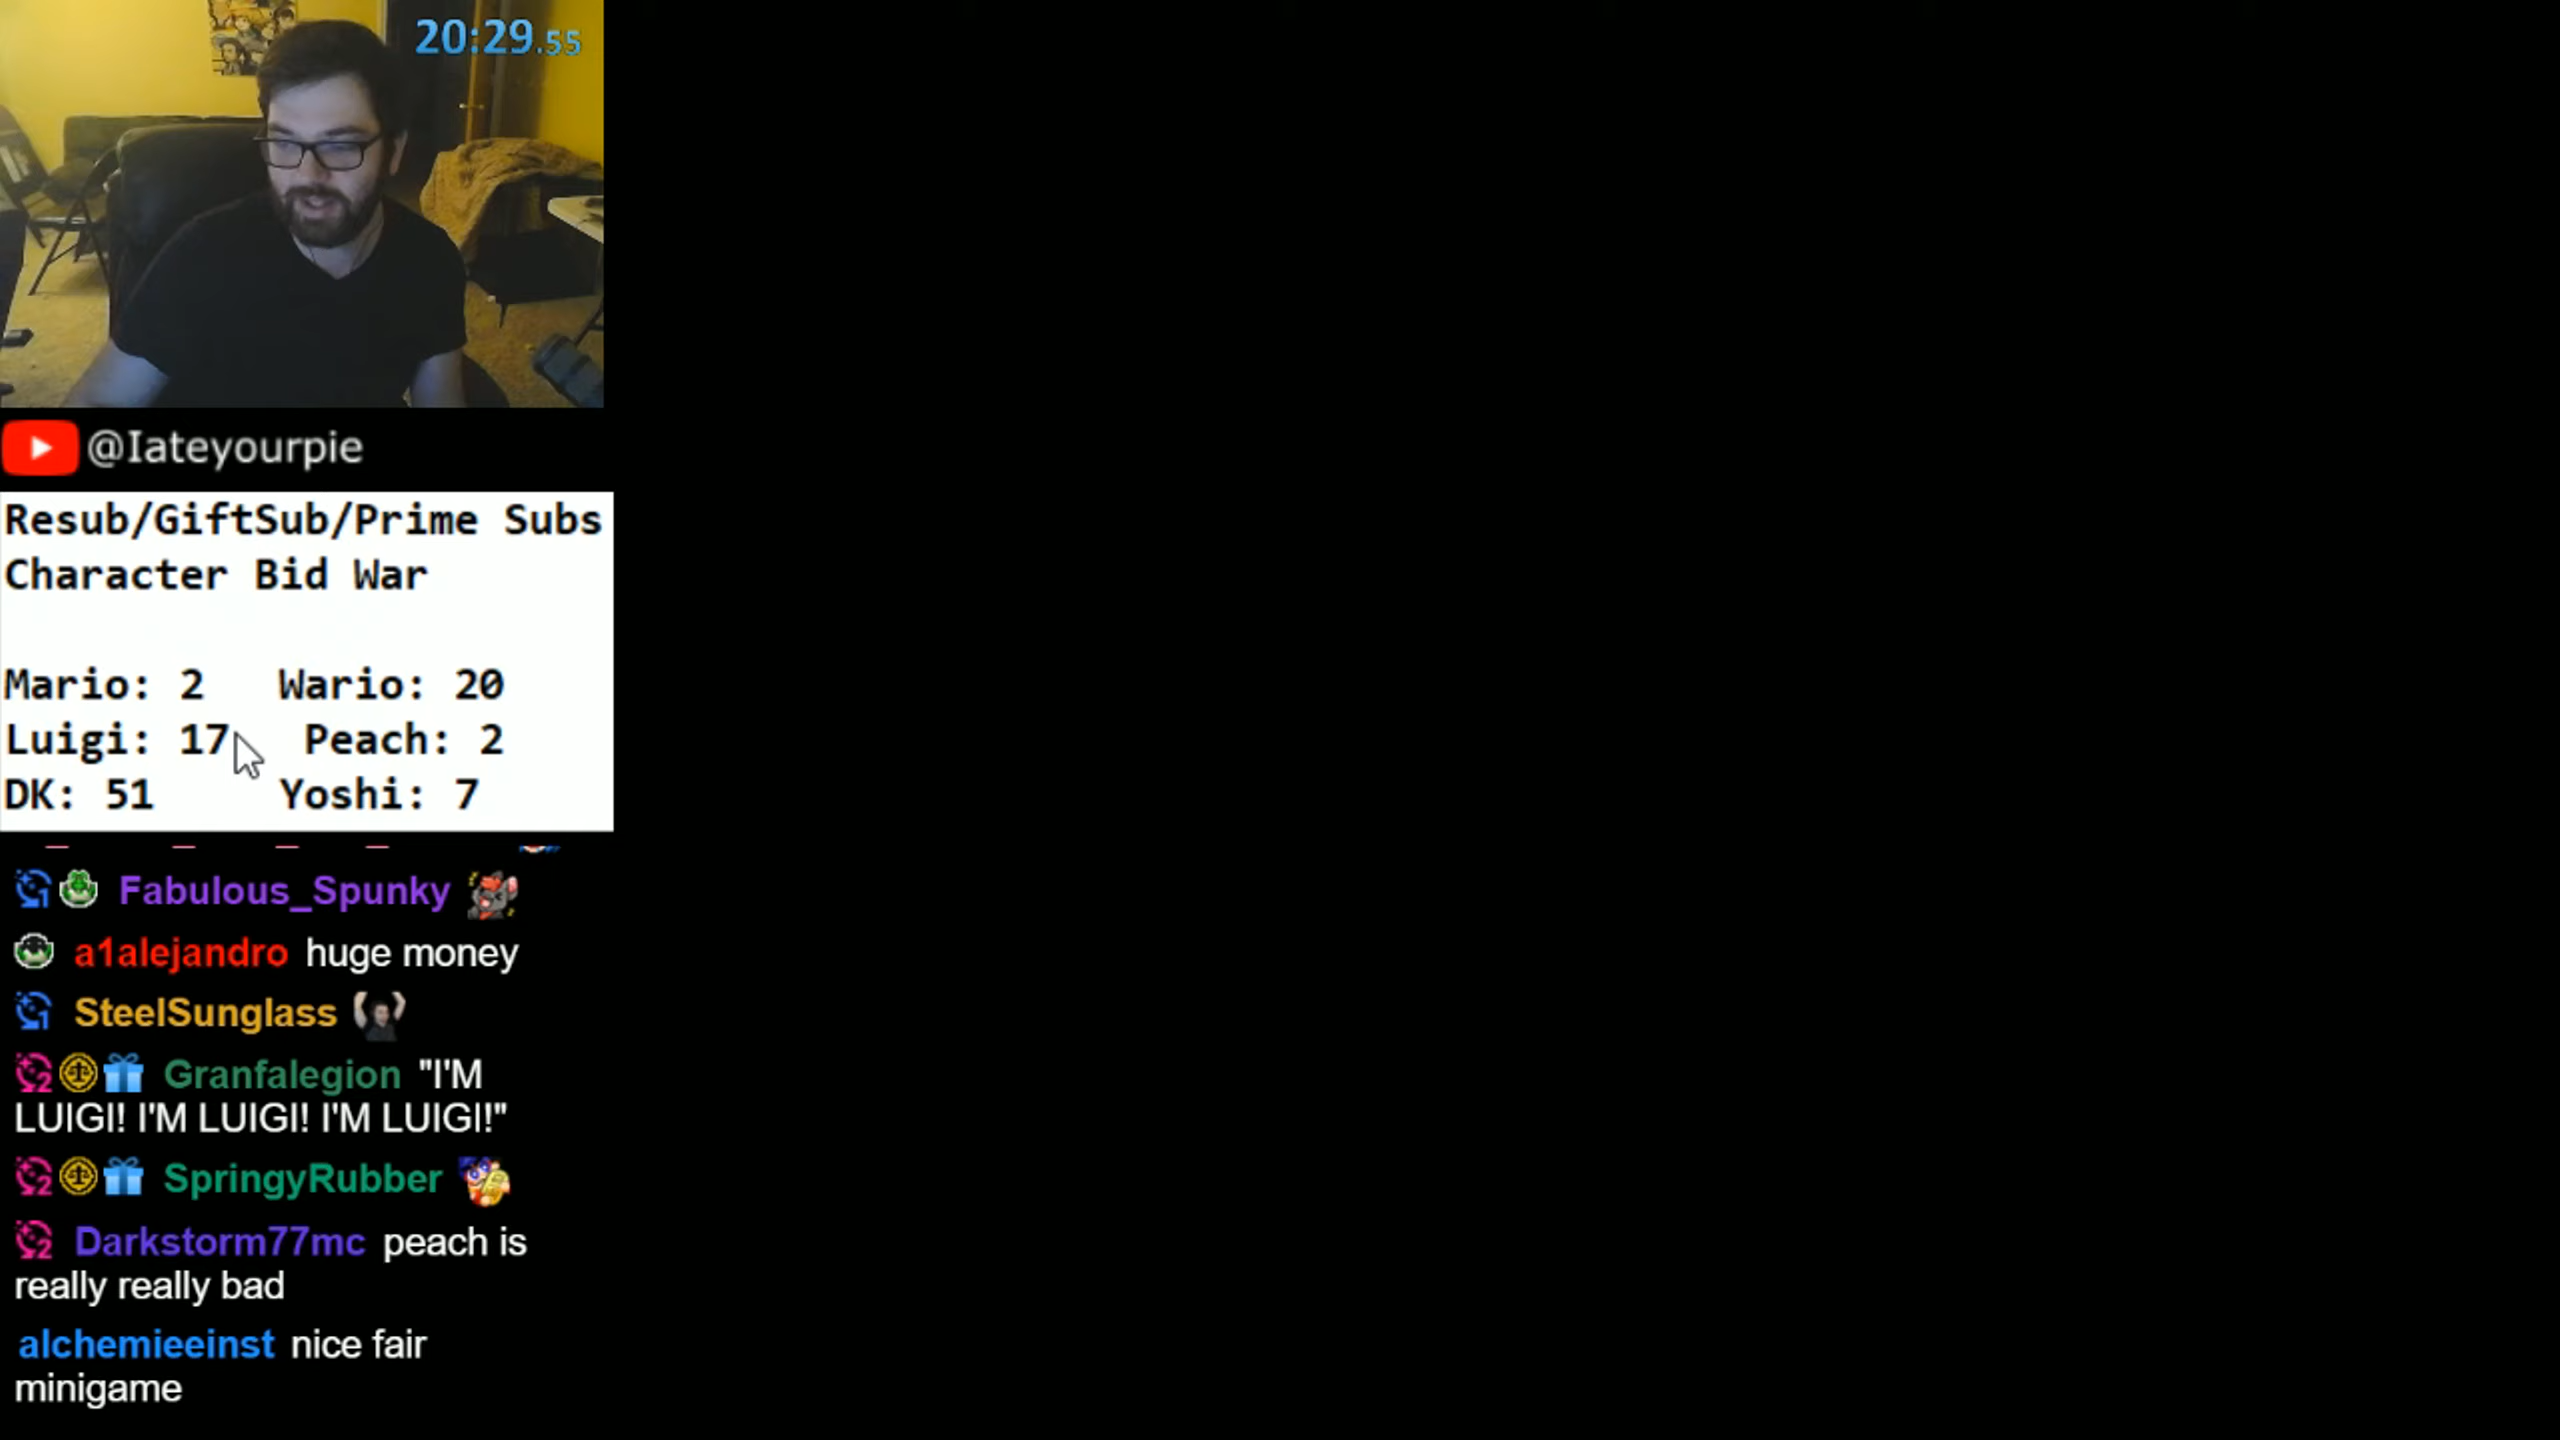 20:29.55
@Iateyourpie
Resub/GiftSub/Prime Subs
Character Bid War
Mario: 2 Wario: 20
Luigi: 17 Peach: 2
DK: 51 Yoshi: 7
Fabulous_Spunky
a1alejandro huge money
SteelSunglass
Granfalegion "I'M
LUIGI! I'M LUIGI! I'M LUIGI!"
SpringyRubber
Darkstorm77mc peach is
really really bad
alchemieeinst nice fair
minigame